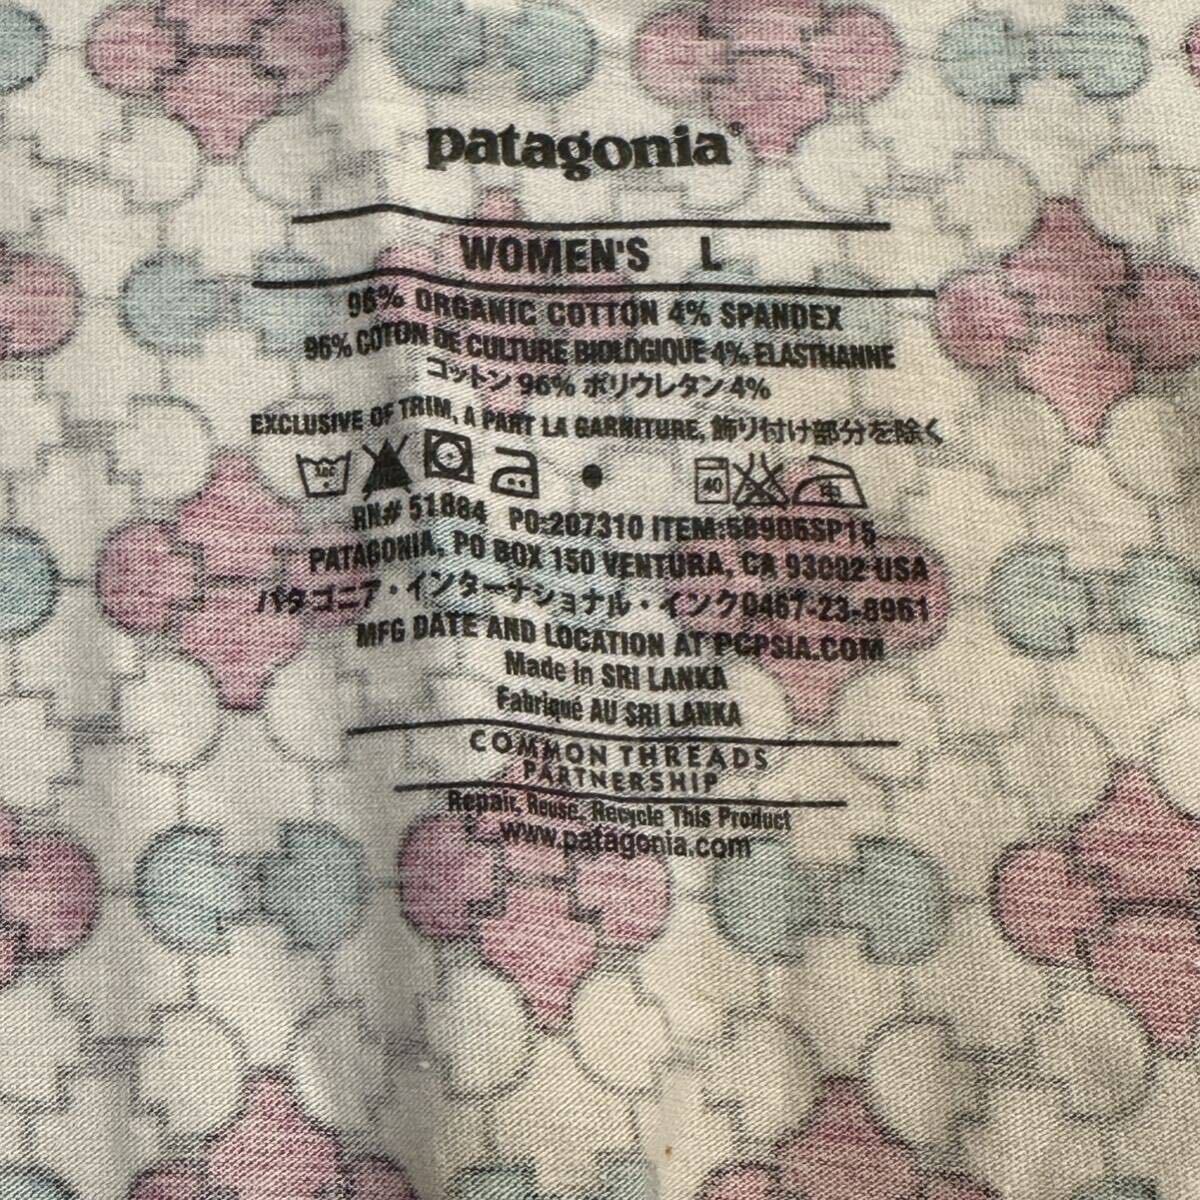 patagonia®
WOMEN'S L
96% ORGANIC COTTON 4% SPANDEX
96% COTON DE CULTURE BIOLOGIQUE 4% ELASTHANNE
コットン 96% ポリウレタン 4%
EXCLUSIVE OF TRIM, A PART LA GARNITURE, 飾り付け部分を除く
40
RN# 51884 PO:207310 ITEM:58906SP15
PATAGONIA, PO BOX 150 VENTURA, CA 93002 USA
パタゴニア・インターナショナル・インク0467-23-8961
MFG DATE AND LOCATION AT PCPSIA.COM
Made in SRI LANKA
Fabriqué AU SRI LANKA
COMMON THREADS
PARTNERSHIP
Repair, Reuse, Recycle This Product
www.patagonia.com